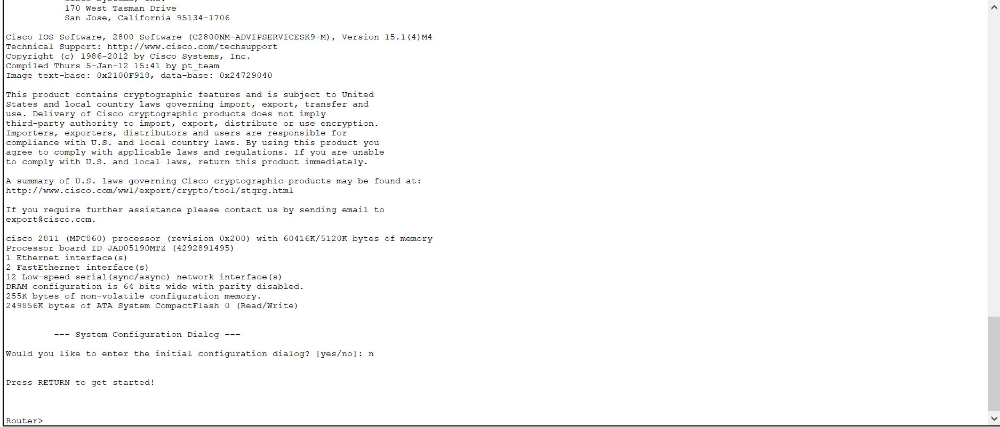 Cisco Systems, Inc.
170 West Tasman Drive
San Jose, California 95134-1706
Cisco IOS Software, 2800 Software (C2800NM-ADVIPSERVICESK9-M), Version 15.1(4)M4
Technical Support: http://www.cisco.com/techsupport
Copyright (c) 1986-2012 by Cisco Systems, Inc.
Compiled Thurs 5-Jan-12 15:41 by pt_team
Image text-base: 0x2100F918, data-base: 0x24729040
This product contains cryptographic features and is subject to United
States and local country laws governing import, export, transfer and
use. Delivery of Cisco cryptographic products does not imply
third-party authority to import, export, distribute or use encryption.
Importers, exporters, distributors and users are responsible for
compliance with U.S. and local country laws. By using this product you
agree to comply with applicable laws and regulations. If you are unable
to comply with U.S. and local laws, return this product immediately.
A summary of U.S. laws governing Cisco cryptographic products may be found at:
http://www.cisco.com/wwl/export/crypto/tool/stqrg.html
If you require further assistance please contact us by sending email to
export@cisco.com.
cisco 2811 (MPC860) processor (revision 0x200) with 60416K/5120K bytes of memory
Processor board ID JAD05190MTZ (4292891495)
1 Ethernet interface(s)
2 FastEthernet interface(s)
12 Low-speed serial(sync/async) network interface(s)
DRAM configuration is 64 bits wide with parity disabled.
255K bytes of non-volatile configuration memory.
249856K bytes of ATA System CompactFlash 0 (Read/Write)
--- System Configuration Dialog ---
Would you like to enter the initial configuration dialog? [yes/no]: n
Press RETURN to get started!
Router>